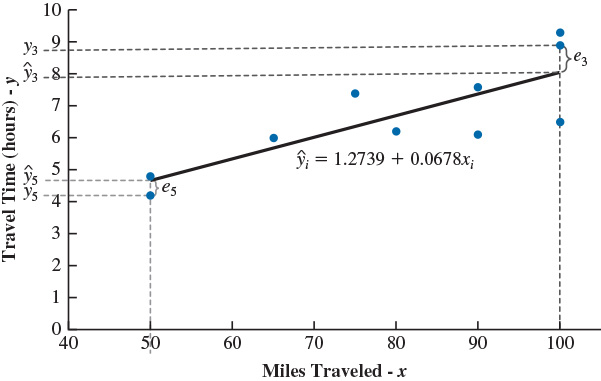 10
y₃ 9
ŷ₃ 8
7
6
ŷ₅ 5
y₅ 4
3
2
1
0
Travel Time (hours) - y
e₃
e₅
ŷᵢ = 1.2739 + 0.0678xᵢ
40 50 60 70 80 90 100
Miles Traveled - x